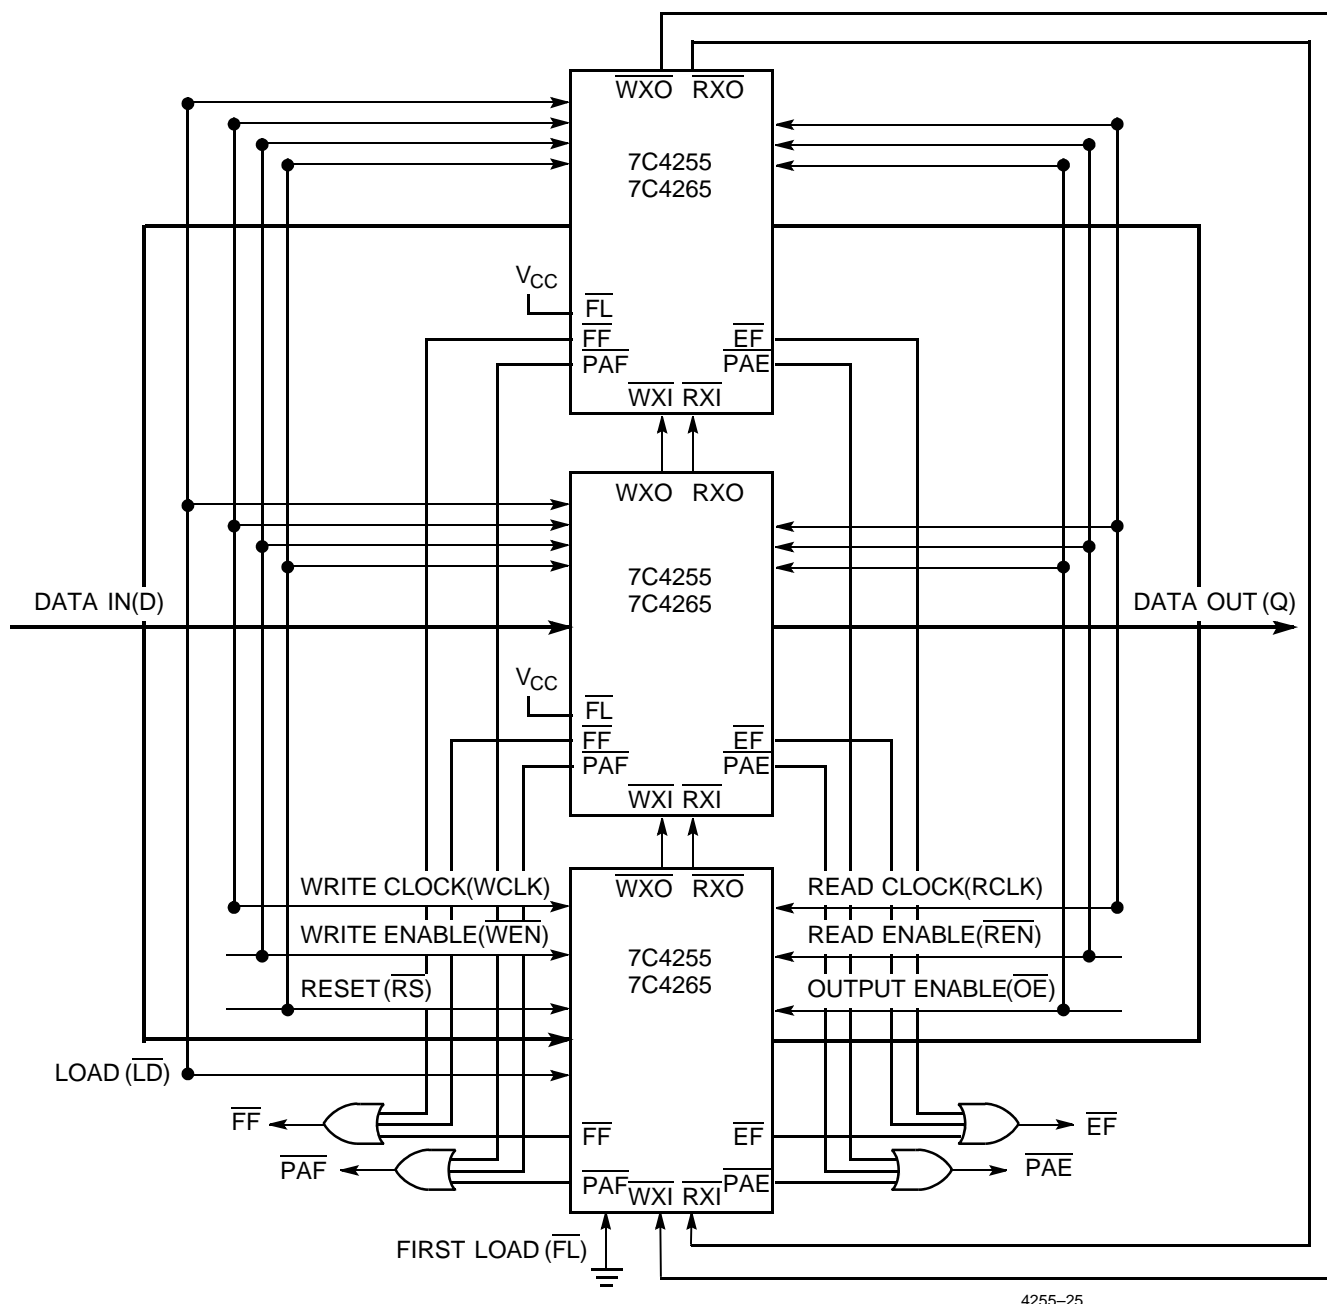 WXO RXO
7C4255
7C4265
VCC
FL
FF EF
PAF PAE
WXI RXI
WXO RXO
7C4255
7C4265
DATA IN(D) DATA OUT (Q)
VCC
FL
FF EF
PAF PAE
WXI RXI
WXO RXO
WRITE CLOCK(WCLK) READ CLOCK(RCLK)
WRITE ENABLE(WEN) READ ENABLE(REN)
7C4255
7C4265
RESET (RS) OUTPUT ENABLE(OE)
LOAD (LD)
FF FF EF EF
PAF PAF WXI RXI PAE PAE
FIRST LOAD (FL)
4255–25